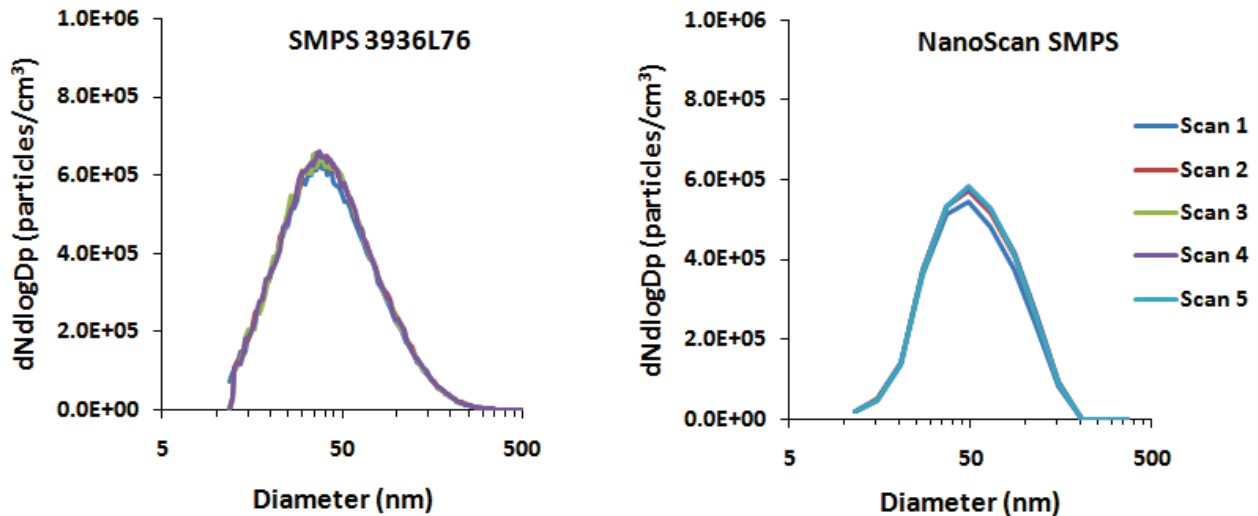 SMPS 3936L76
dNdlogDp (particles/cm³)
1.0E+06
8.0E+05
6.0E+05
4.0E+05
2.0E+05
0.0E+00
5
50
500
Diameter (nm)
NanoScan SMPS
dNdlogDp (particles/cm³)
1.0E+06
8.0E+05
6.0E+05
4.0E+05
2.0E+05
0.0E+00
5
50
500
Diameter (nm)
Scan 1
Scan 2
Scan 3
Scan 4
Scan 5